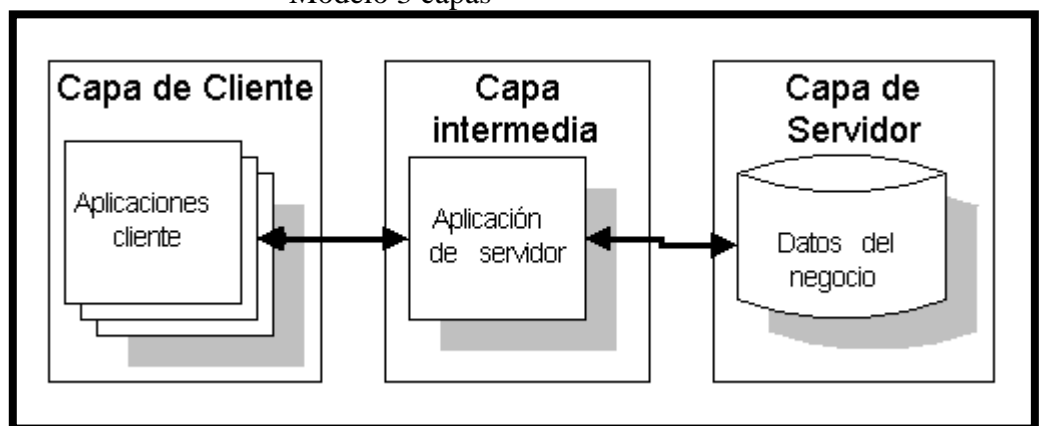 Modelo 3 capas
Capa de Cliente
Aplicaciones
cliente
Capa
intermedia
Aplicación
de servidor
Capa de
Servidor
Datos del
negocio